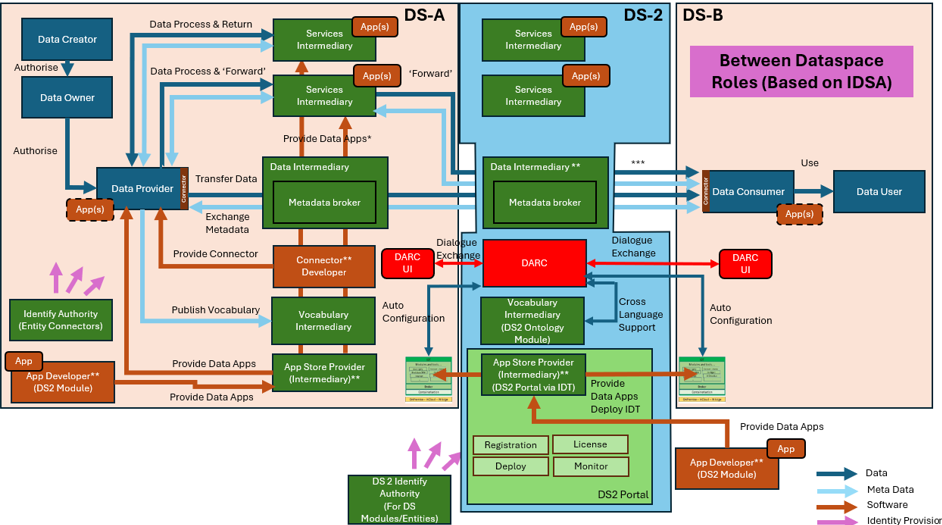 DS-A
DS-2
DS-B
Between Dataspace
Roles (Based on IDSA)
Data Creator
Authorise
Data Owner
Authorise
Data Provider
Connector
App(s)
Data Process & Return
Data Process & ‘Forward’
Services
Intermediary
App(s)
Services
Intermediary
App(s)
‘Forward’
Provide Data Apps*
Transfer Data
Exchange
Metadata
Data Intermediary
Metadata broker
Provide Connector
Connector**
Developer
Publish Vocabulary
Vocabulary
Intermediary
Provide Data Apps
App Store Provider
(Intermediary)**
Provide Data Apps
Identify Authority
(Entity Connectors)
App
App Developer**
(DS2 Module)
DARC
UI
Dialogue
Exchange
Auto
Configuration
Services
Intermediary
App(s)
Services
Intermediary
App(s)
Data Intermediary **
Metadata broker
DARC
Vocabulary
Intermediary
(DS2 Ontology
Module)
Cross
Language
Support
App Store Provider
(Intermediary)**
(DS2 Portal via IDT)
Provide
Data Apps
Deploy IDT
Registration
License
Deploy
Monitor
DS2 Portal
DS 2 Identify
Authority
(For DS
Modules/Entities)
***
Connector
Data Consumer
App(s)
Use
Data User
Dialogue
Exchange
DARC
UI
Auto
Configuration
Provide Data Apps
App Developer**
(DS2 Module)
App
Data
Meta Data
Software
Identity Provision